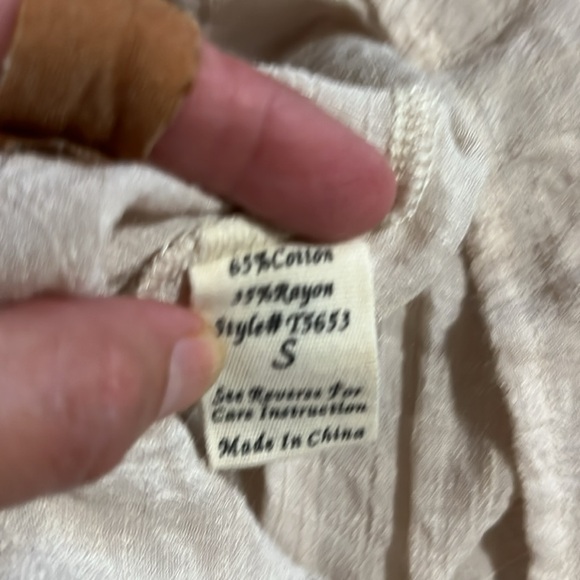 65%Cotton
35%Rayon
Style# T5653
S
See Reverse For
Care Instruction
Made In China